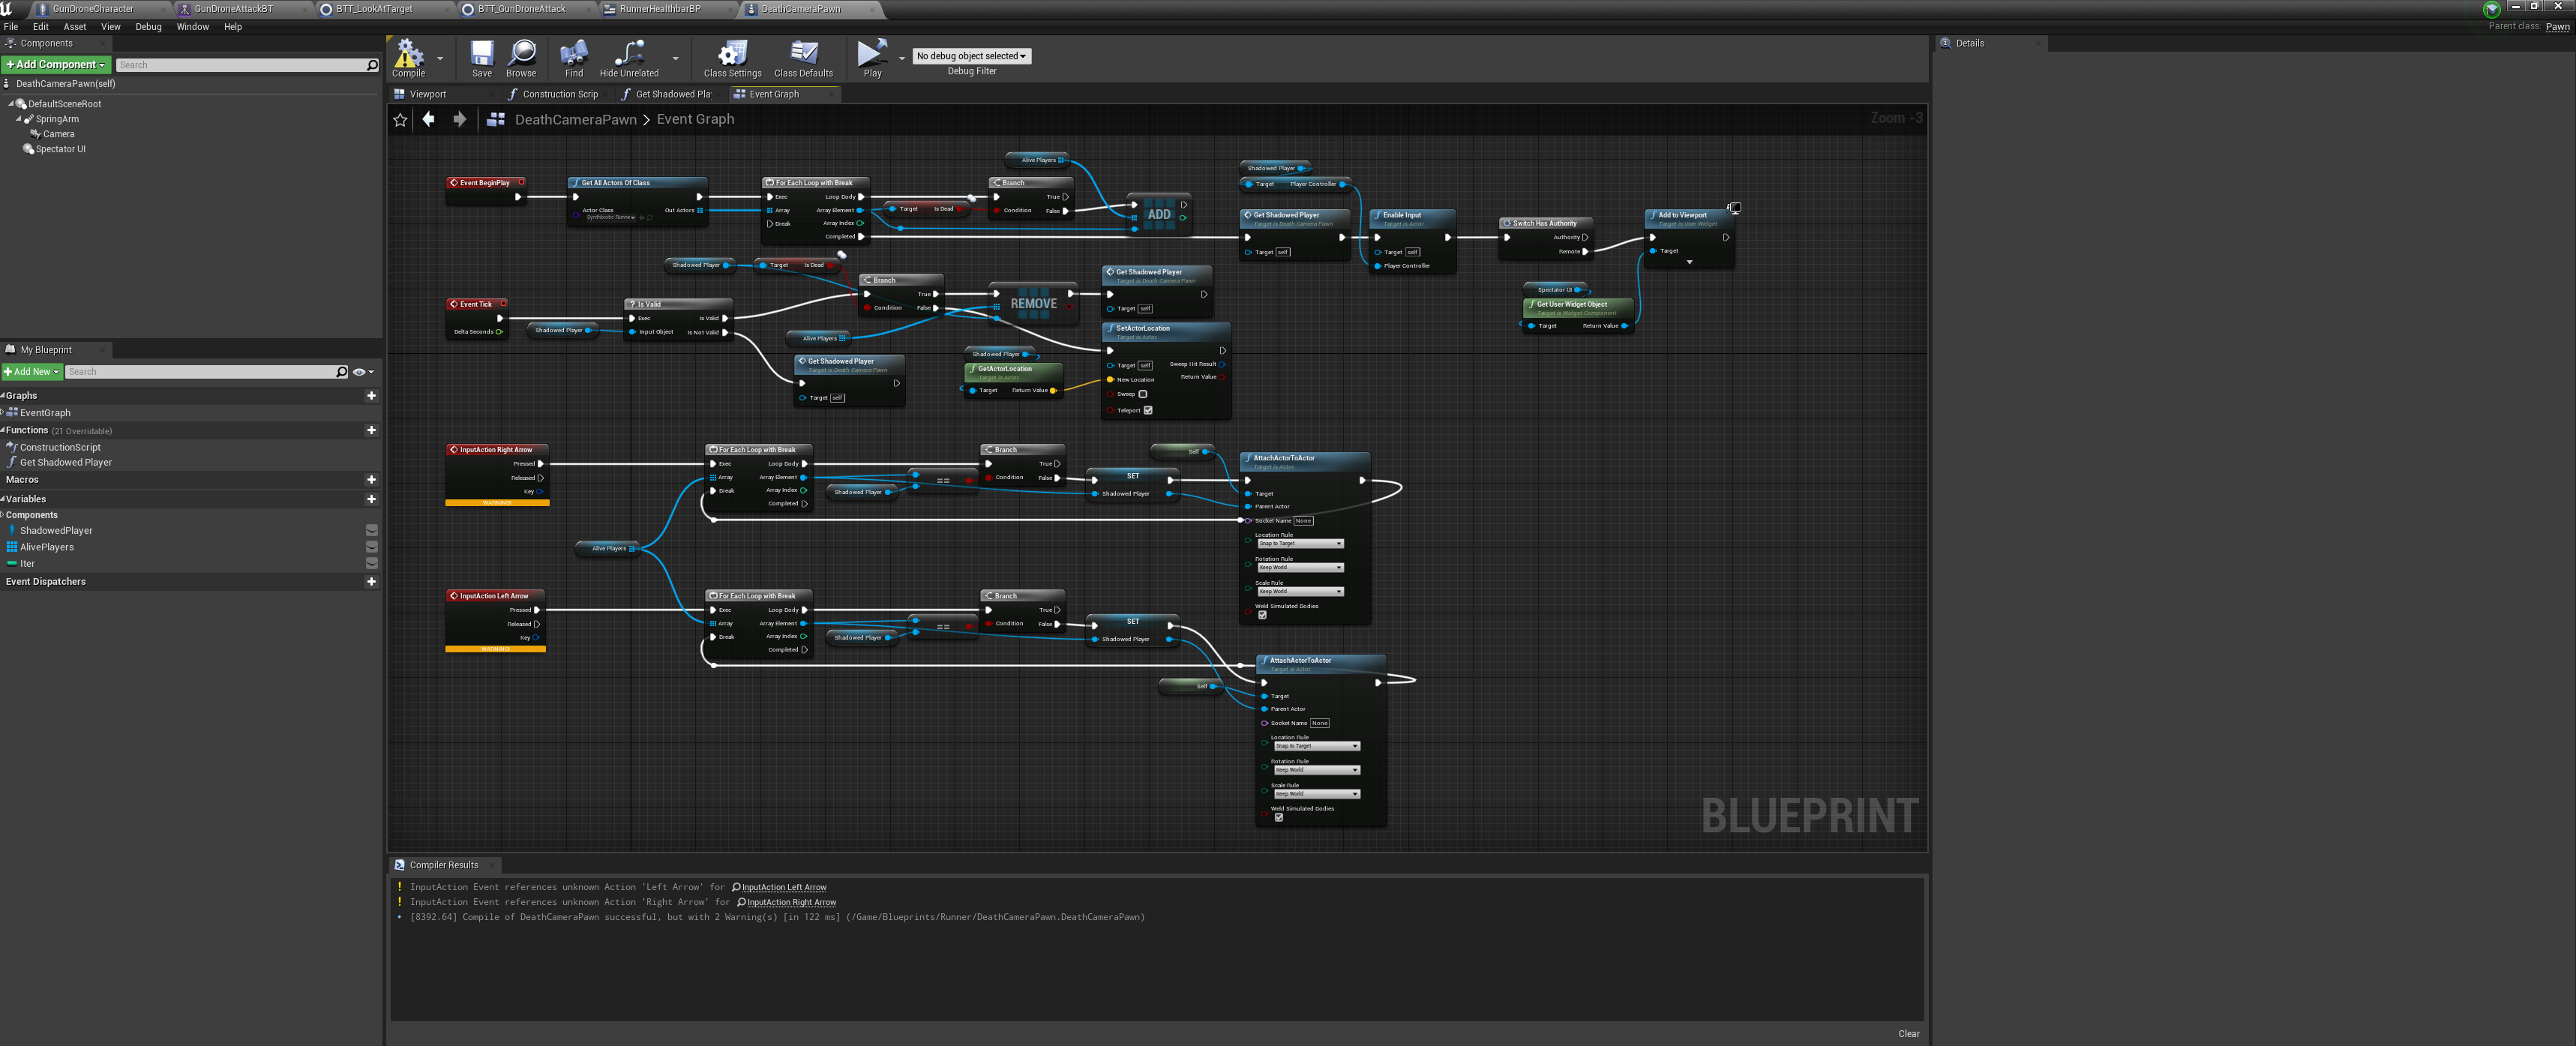 GunDroneCharacter
GunDroneAttackBT
BTT_LookAtTarget
BTT_GunDroneAttack
RunnerHealthbarBP
DeathCameraPawn
File Edit Asset View Debug Window Help
Parent class: Pawn
Components
+Add Component
Search
DeathCameraPawn(self)
DefaultSceneRoot
SpringArm
Camera
Spectator UI
My Blueprint
+Add New
Search
Graphs
EventGraph
Functions (21 Overridable)
ConstructionScript
Get Shadowed Player
Macros
Variables
Components
ShadowedPlayer
AlivePlayers
Iter
Event Dispatchers
Compile
Save
Browse
Find
Hide Unrelated
Class Settings
Class Defaults
Play
No debug object selected
Debug Filter
Viewport
Construction Scrip
Get Shadowed Pla
Event Graph
DeathCameraPawn > Event Graph
Zoom -3
Event BeginPlay
Get All Actors Of Class
Actor Class
Out Actors
For Each Loop with Break
Exec
Array
Break
Loop Body
Array Element
Array Index
Completed
Target Is Dead
Alive Players
Branch
Condition
True
False
ADD
Shadowed Player
Target Player Controller
Get Shadowed Player
Target is Death Camera Pawn
Target self
Enable Input
Target is Actor
Target self
Player Controller
Switch Has Authority
Authority
Remote
Add to Viewport
Target is User Widget
Target
Spectator UI
Get User Widget Object
Target is Widget Component
Target Return Value
Event Tick
Delta Seconds
Shadowed Player
Is Valid
Exec
Input Object
Is Valid
Is Not Valid
Shadowed Player
Target Is Dead
Branch
Condition
True
False
Alive Players
REMOVE
Get Shadowed Player
Target is Death Camera Pawn
Target self
Get Shadowed Player
Target is Death Camera Pawn
Target self
Shadowed Player
GetActorLocation
Target is Actor
Target Return Value
SetActorLocation
Target is Actor
Target self
New Location
Sweep
Teleport
Sweep Hit Result
Return Value
InputAction Right Arrow
Pressed
Released
Key
WARNING!
For Each Loop with Break
Exec
Array
Break
Loop Body
Array Element
Array Index
Completed
Shadowed Player
==
Branch
Condition
True
False
SET
Shadowed Player
Self
AttachActorToActor
Target is Actor
Target
Parent Actor
Socket Name None
Location Rule
Snap to Target
Rotation Rule
Keep World
Scale Rule
Keep World
Weld Simulated Bodies
Alive Players
InputAction Left Arrow
Pressed
Released
Key
WARNING!
For Each Loop with Break
Exec
Array
Break
Loop Body
Array Element
Array Index
Completed
Shadowed Player
==
Branch
Condition
True
False
SET
Shadowed Player
Self
AttachActorToActor
Target is Actor
Target
Parent Actor
Socket Name None
Location Rule
Snap to Target
Rotation Rule
Keep World
Scale Rule
Keep World
Weld Simulated Bodies
BLUEPRINT
Compiler Results
InputAction Event references unknown Action 'Left Arrow' for InputAction Left Arrow
InputAction Event references unknown Action 'Right Arrow' for InputAction Right Arrow
[8392.64] Compile of DeathCameraPawn successful, but with 2 Warning(s) [in 122 ms] (/Game/Blueprints/Runner/DeathCameraPawn.DeathCameraPawn)
Clear
Details